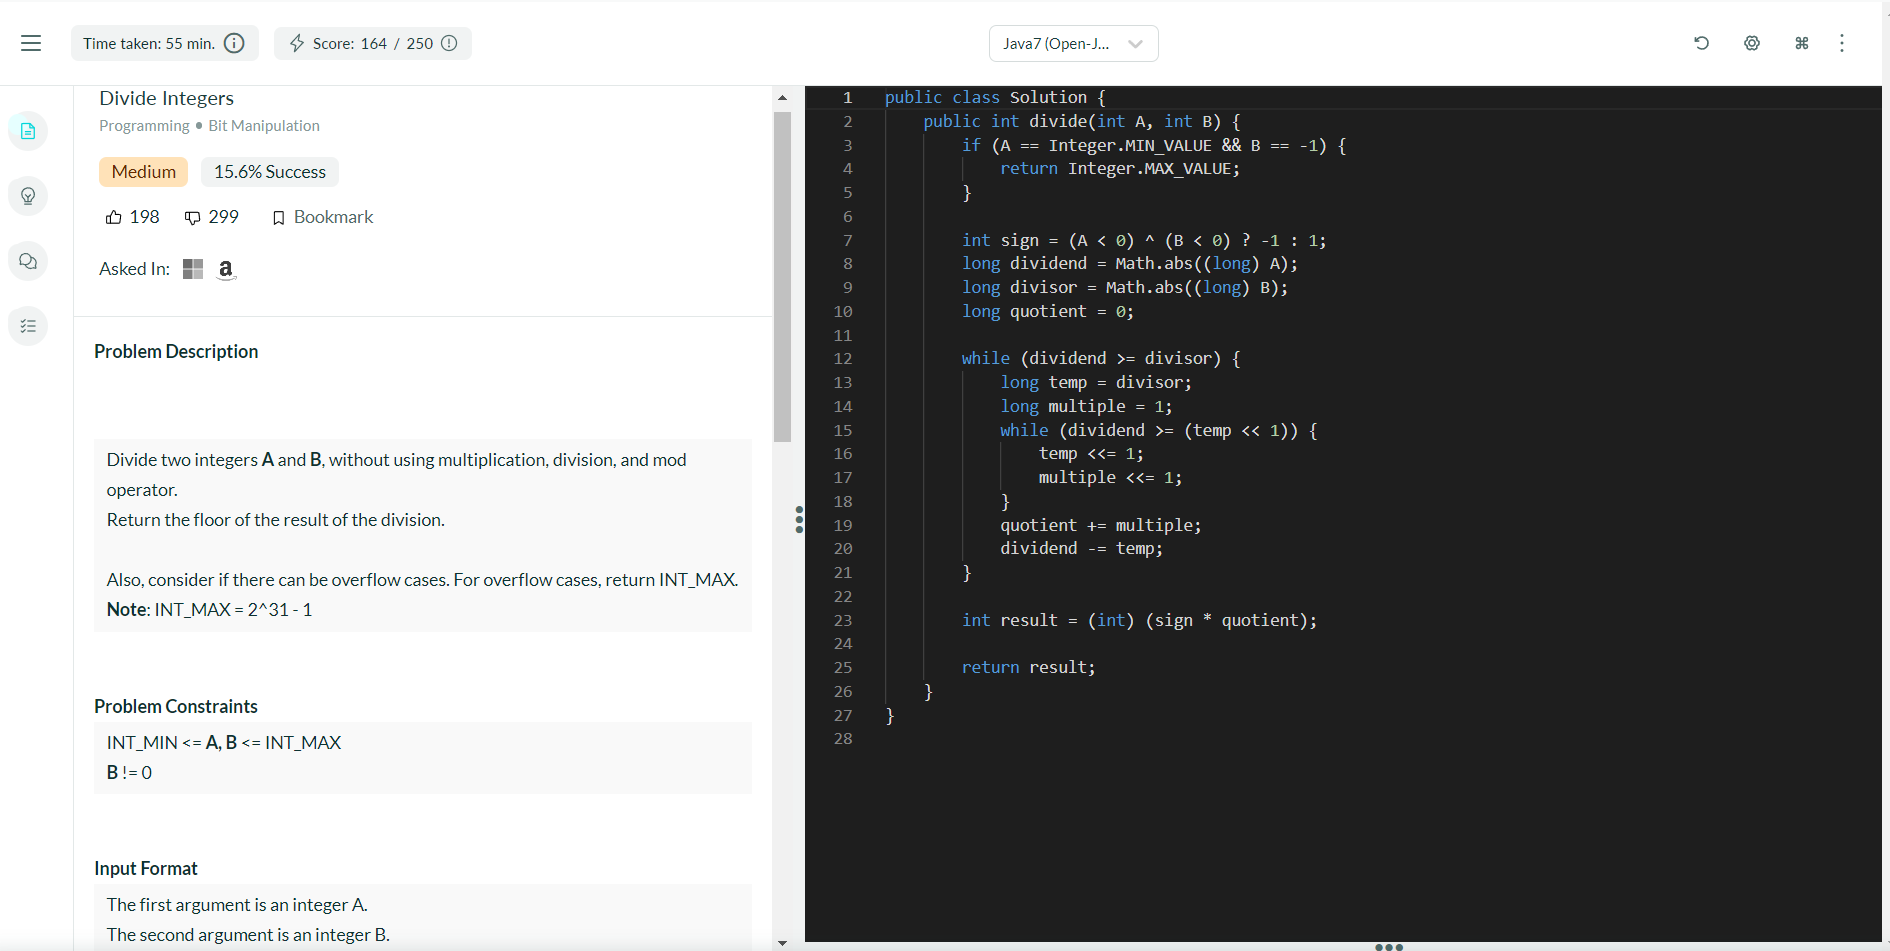 Time taken: 55 min.
Score: 164 / 250
Java7 (Open-J...
Divide Integers
Programming • Bit Manipulation
Medium
15.6% Success
198
299
Bookmark
Asked In:
Problem Description
Divide two integers A and B, without using multiplication, division, and mod
operator.
Return the floor of the result of the division.
Also, consider if there can be overflow cases. For overflow cases, return INT_MAX.
Note: INT_MAX = 2^31 - 1
Problem Constraints
INT_MIN <= A, B <= INT_MAX
B != 0
Input Format
The first argument is an integer A.
The second argument is an integer B.
1 public class Solution {
2     public int divide(int A, int B) {
3         if (A == Integer.MIN_VALUE && B == -1) {
4             return Integer.MAX_VALUE;
5         }
6
7         int sign = (A < 0) ^ (B < 0) ? -1 : 1;
8         long dividend = Math.abs((long) A);
9         long divisor = Math.abs((long) B);
10         long quotient = 0;
11
12         while (dividend >= divisor) {
13             long temp = divisor;
14             long multiple = 1;
15             while (dividend >= (temp << 1)) {
16                 temp <<= 1;
17                 multiple <<= 1;
18             }
19             quotient += multiple;
20             dividend -= temp;
21         }
22
23         int result = (int) (sign * quotient);
24
25         return result;
26     }
27 }
28